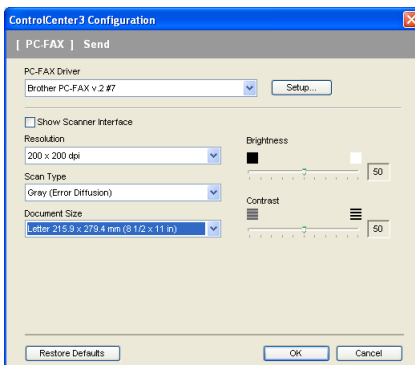 ControlCenter3 Configuration
[ PC-FAX ] Send
PC-FAX Driver
Brother PC-FAX v.2 #7
Setup...
Show Scanner Interface
Resolution
200 x 200 dpi
Brightness
50
Scan Type
Gray (Error Diffusion)
Contrast
50
Document Size
Letter 215.9 x 279.4 mm (8 1/2 x 11 in)
Restore Defaults
OK
Cancel